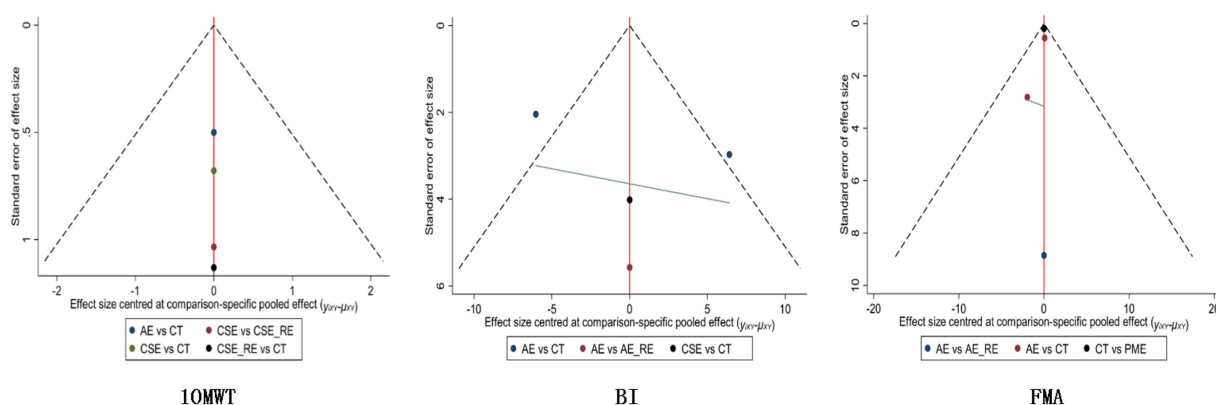 Standard error of effect size
0
.5
1
-2
-1
0
1
2
Effect size centred at comparison-specific pooled effect (yiXY-μXY)
AE vs CT
CSE vs CSE_RE
CSE vs CT
CSE_RE vs CT
10MWT
Standard error of effect size
0
2
4
6
-10
-5
0
5
10
Effect size centred at comparison-specific pooled effect (yiXY-μXY)
AE vs CT
AE vs AE_RE
CSE vs CT
BI
Standard error of effect size
0
2
4
6
8
10
-20
-10
0
10
20
Effect size centred at comparison-specific pooled effect (yiXY-μXY)
AE vs AE_RE
AE vs CT
CT vs PME
FMA